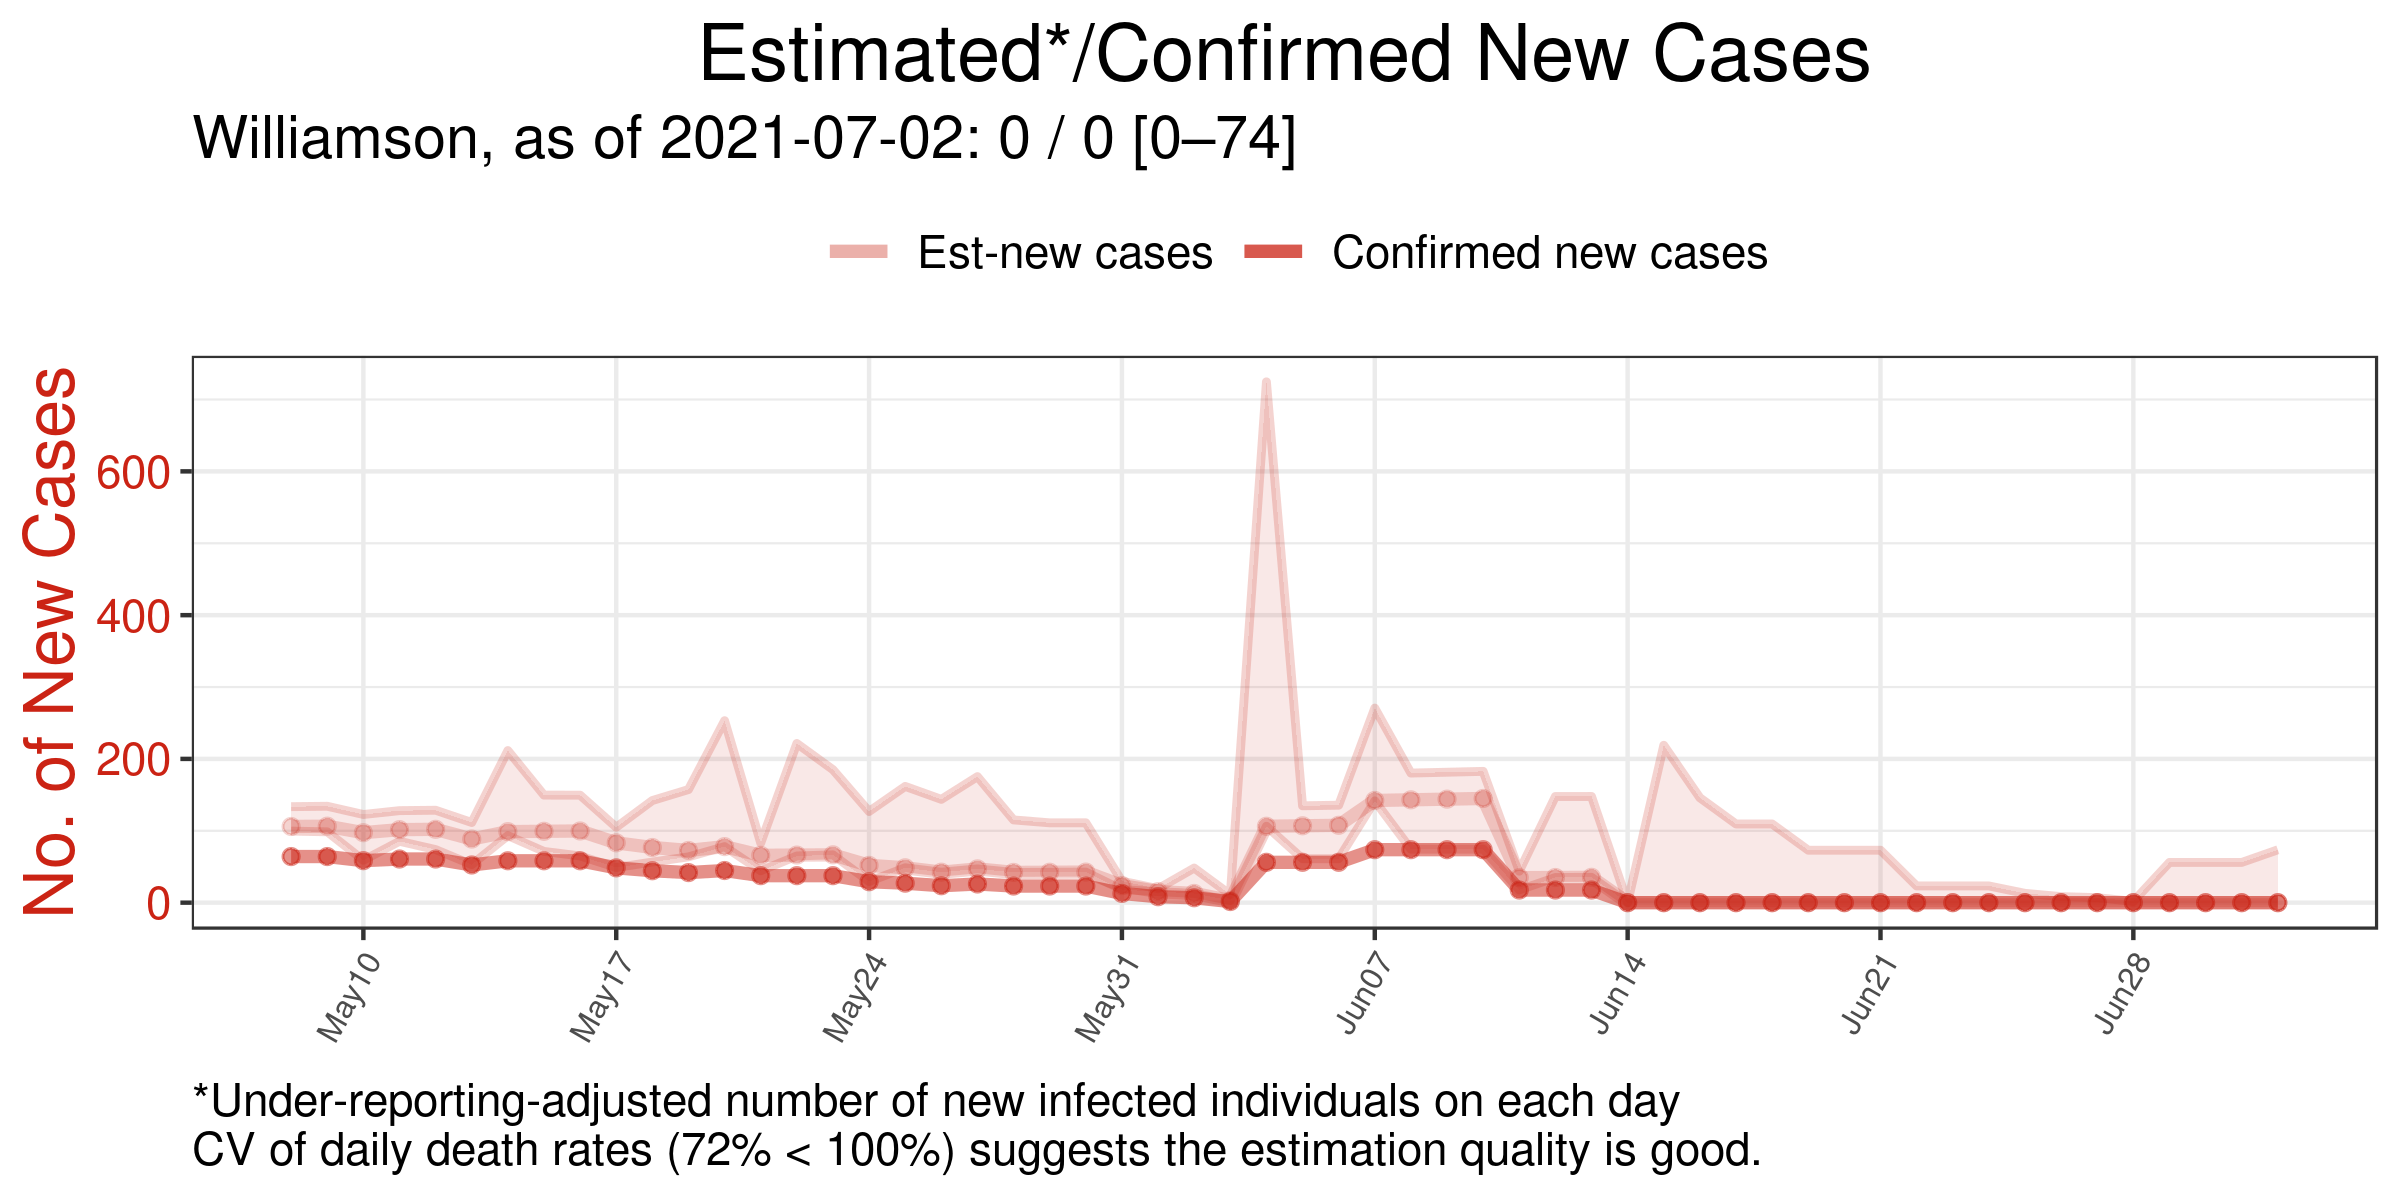 Estimated*/Confirmed New Cases
Williamson, as of 2021-07-02: 0 / 0 [0–74]
Est-new cases
Confirmed new cases
No. of New Cases
600
400
200
0
May10
May17
May24
May31
Jun07
Jun14
Jun21
Jun28
*Under-reporting-adjusted number of new infected individuals on each day
CV of daily death rates (72% < 100%) suggests the estimation quality is good.